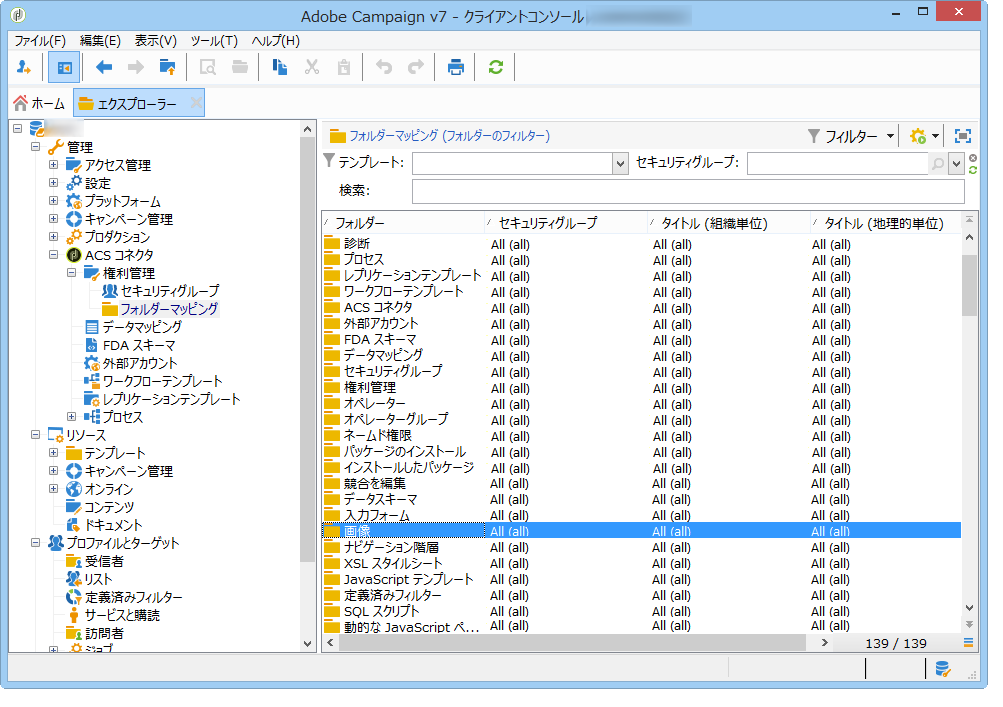 Adobe Campaign v7 - クライアントコンソール
ファイル(F) 編集(E) 表示(V) ツール(T) ヘルプ(H)
ホーム エクスプローラー
管理
アクセス管理
設定
プラットフォーム
キャンペーン管理
プロダクション
ACS コネクタ
権利管理
セキュリティグループ
フォルダーマッピング
データマッピング
FDA スキーマ
外部アカウント
ワークフローテンプレート
レプリケーションテンプレート
プロセス
リソース
テンプレート
キャンペーン管理
オンライン
コンテンツ
ドキュメント
プロファイルとターゲット
受信者
リスト
定義済みフィルター
サービスと購読
訪問者
ジョブ
フォルダーマッピング (フォルダーのフィルター) フィルター
テンプレート: セキュリティグループ:
検索:
フォルダー セキュリティグループ タイトル (組織単位) タイトル (地理的単位)
診断 All (all) All (all) All (all)
プロセス All (all) All (all) All (all)
レプリケーションテンプレート All (all) All (all) All (all)
ワークフローテンプレート All (all) All (all) All (all)
ACS コネクタ All (all) All (all) All (all)
外部アカウント All (all) All (all) All (all)
FDA スキーマ All (all) All (all) All (all)
データマッピング All (all) All (all) All (all)
セキュリティグループ All (all) All (all) All (all)
権利管理 All (all) All (all) All (all)
オペレーター All (all) All (all) All (all)
オペレーターグループ All (all) All (all) All (all)
ネームド権限 All (all) All (all) All (all)
パッケージのインストール All (all) All (all) All (all)
インストールしたパッケージ All (all) All (all) All (all)
競合を編集 All (all) All (all) All (all)
データスキーマ All (all) All (all) All (all)
入力フォーム All (all) All (all) All (all)
画像 All (all) All (all) All (all)
ナビゲーション階層 All (all) All (all) All (all)
XSL スタイルシート All (all) All (all) All (all)
JavaScript テンプレート All (all) All (all) All (all)
定義済みフィルター All (all) All (all) All (all)
SQL スクリプト All (all) All (all) All (all)
動的な JavaScript ペ... All (all) All (all) All (all)
139 / 139